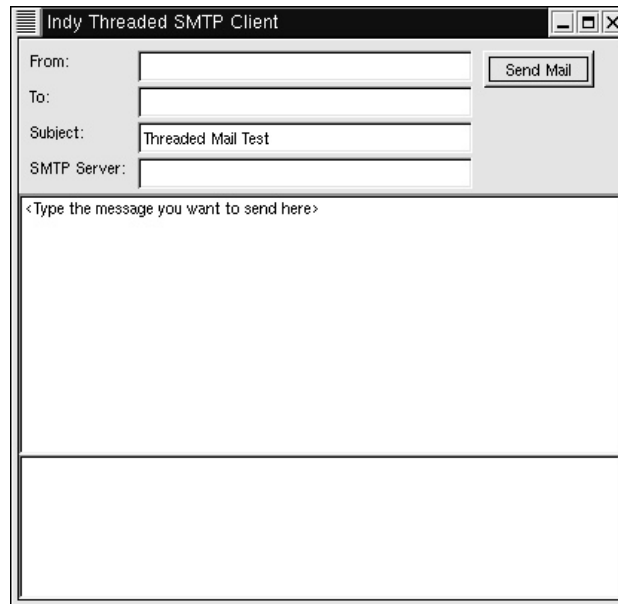 Indy Threaded SMTP Client
From:
Send Mail
To:
Subject:
Threaded Mail Test
SMTP Server:
<Type the message you want to send here>